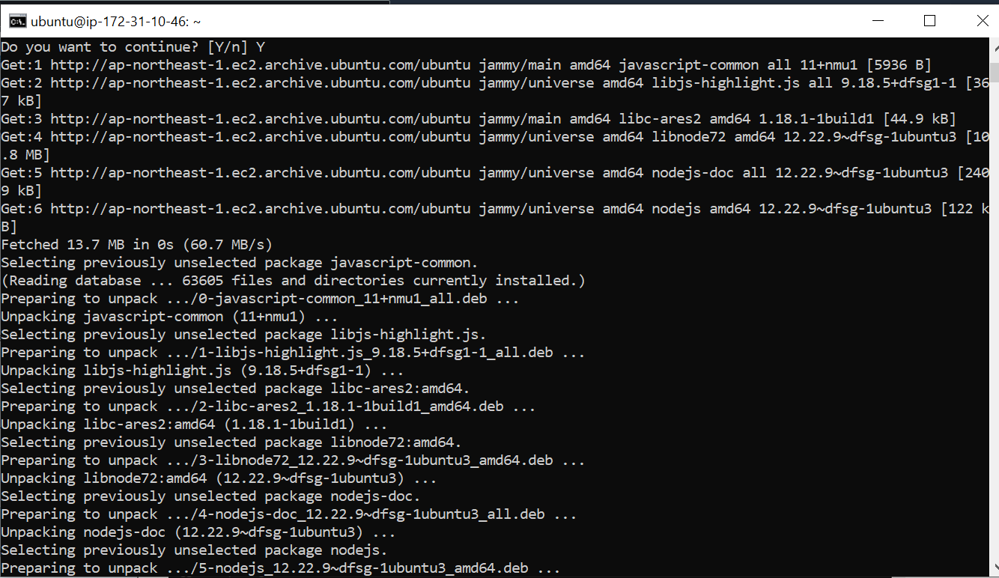 ubuntu@ip-172-31-10-46: ~
Do you want to continue? [Y/n] Y
Get:1 http://ap-northeast-1.ec2.archive.ubuntu.com/ubuntu jammy/main amd64 javascript-common all 11+nmu1 [5936 B]
Get:2 http://ap-northeast-1.ec2.archive.ubuntu.com/ubuntu jammy/universe amd64 libjs-highlight.js all 9.18.5+dfsg1-1 [36
7 kB]
Get:3 http://ap-northeast-1.ec2.archive.ubuntu.com/ubuntu jammy/main amd64 libc-ares2 amd64 1.18.1-1build1 [44.9 kB]
Get:4 http://ap-northeast-1.ec2.archive.ubuntu.com/ubuntu jammy/universe amd64 libnode72 amd64 12.22.9~dfsg-1ubuntu3 [10
.8 MB]
Get:5 http://ap-northeast-1.ec2.archive.ubuntu.com/ubuntu jammy/universe amd64 nodejs-doc all 12.22.9~dfsg-1ubuntu3 [240
9 kB]
Get:6 http://ap-northeast-1.ec2.archive.ubuntu.com/ubuntu jammy/universe amd64 nodejs amd64 12.22.9~dfsg-1ubuntu3 [122 k
B]
Fetched 13.7 MB in 0s (60.7 MB/s)
Selecting previously unselected package javascript-common.
(Reading database ... 63605 files and directories currently installed.)
Preparing to unpack .../0-javascript-common_11+nmu1_all.deb ...
Unpacking javascript-common (11+nmu1) ...
Selecting previously unselected package libjs-highlight.js.
Preparing to unpack .../1-libjs-highlight.js_9.18.5+dfsg1-1_all.deb ...
Unpacking libjs-highlight.js (9.18.5+dfsg1-1) ...
Selecting previously unselected package libc-ares2:amd64.
Preparing to unpack .../2-libc-ares2_1.18.1-1build1_amd64.deb ...
Unpacking libc-ares2:amd64 (1.18.1-1build1) ...
Selecting previously unselected package libnode72:amd64.
Preparing to unpack .../3-libnode72_12.22.9~dfsg-1ubuntu3_amd64.deb ...
Unpacking libnode72:amd64 (12.22.9~dfsg-1ubuntu3) ...
Selecting previously unselected package nodejs-doc.
Preparing to unpack .../4-nodejs-doc_12.22.9~dfsg-1ubuntu3_all.deb ...
Unpacking nodejs-doc (12.22.9~dfsg-1ubuntu3) ...
Selecting previously unselected package nodejs.
Preparing to unpack .../5-nodejs_12.22.9~dfsg-1ubuntu3_amd64.deb ...